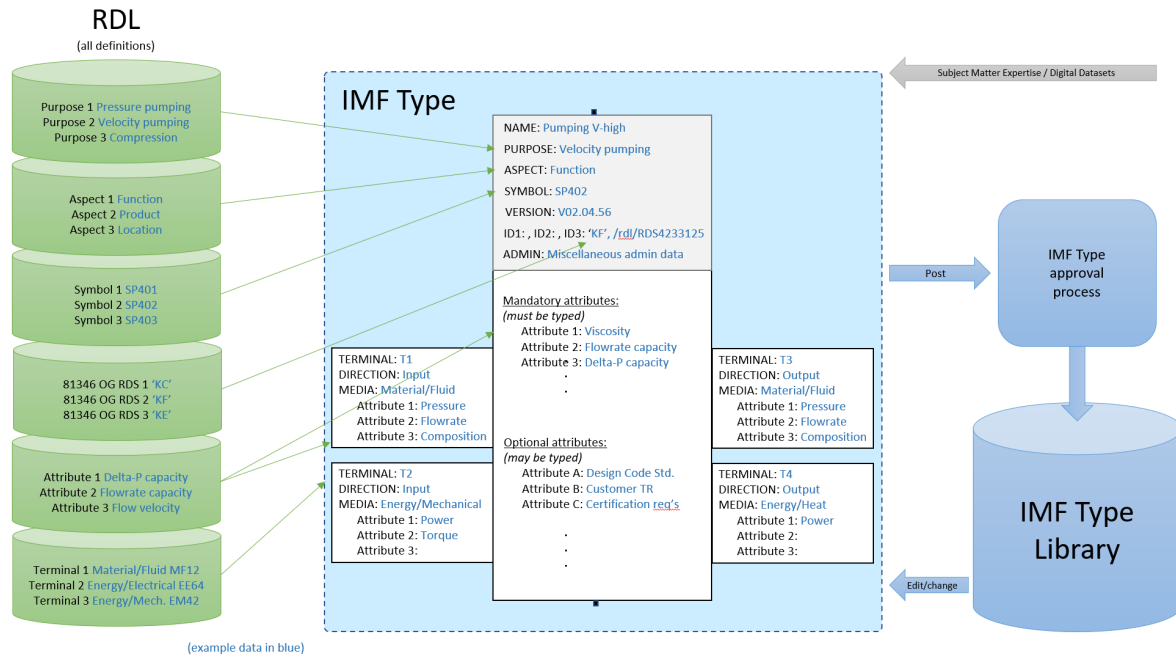 RDL
(all definitions)
Purpose 1 Pressure pumping
Purpose 2 Velocity pumping
Purpose 3 Compression
Aspect 1 Function
Aspect 2 Product
Aspect 3 Location
Symbol 1 SP401
Symbol 2 SP402
Symbol 3 SP403
81346 OG RDS 1 ‘KC’
81346 OG RDS 2 ‘KF’
81346 OG RDS 3 ‘KE’
Attribute 1 Delta-P capacity
Attribute 2 Flowrate capacity
Attribute 3 Flow velocity
Terminal 1 Material/Fluid MF12
Terminal 2 Energy/Electrical EE64
Terminal 3 Energy/Mech. EM42
(example data in blue)
IMF Type
NAME: Pumping V-high
PURPOSE: Velocity pumping
ASPECT: Function
SYMBOL: SP402
VERSION: V02.04.56
ID1: , ID2: , ID3: ‘KF’, /rdl/RDS4233125
ADMIN: Miscellaneous admin data
Mandatory attributes:
(must be typed)
Attribute 1: Viscosity
Attribute 2: Flowrate capacity
Attribute 3: Delta-P capacity
.
.
.
Optional attributes:
(may be typed)
Attribute A: Design Code Std.
Attribute B: Customer TR
Attribute C: Certification req's
.
.
.
TERMINAL: T1
DIRECTION: Input
MEDIA: Material/Fluid
Attribute 1: Pressure
Attribute 2: Flowrate
Attribute 3: Composition
TERMINAL: T2
DIRECTION: Input
MEDIA: Energy/Mechanical
Attribute 1: Power
Attribute 2: Torque
Attribute 3:
TERMINAL: T3
DIRECTION: Output
MEDIA: Material/Fluid
Attribute 1: Pressure
Attribute 2: Flowrate
Attribute 3: Composition
TERMINAL: T4
DIRECTION: Output
MEDIA: Energy/Heat
Attribute 1: Power
Attribute 2:
Attribute 3:
Subject Matter Expertise / Digital Datasets
Post
IMF Type
approval
process
IMF Type
Library
Edit/change